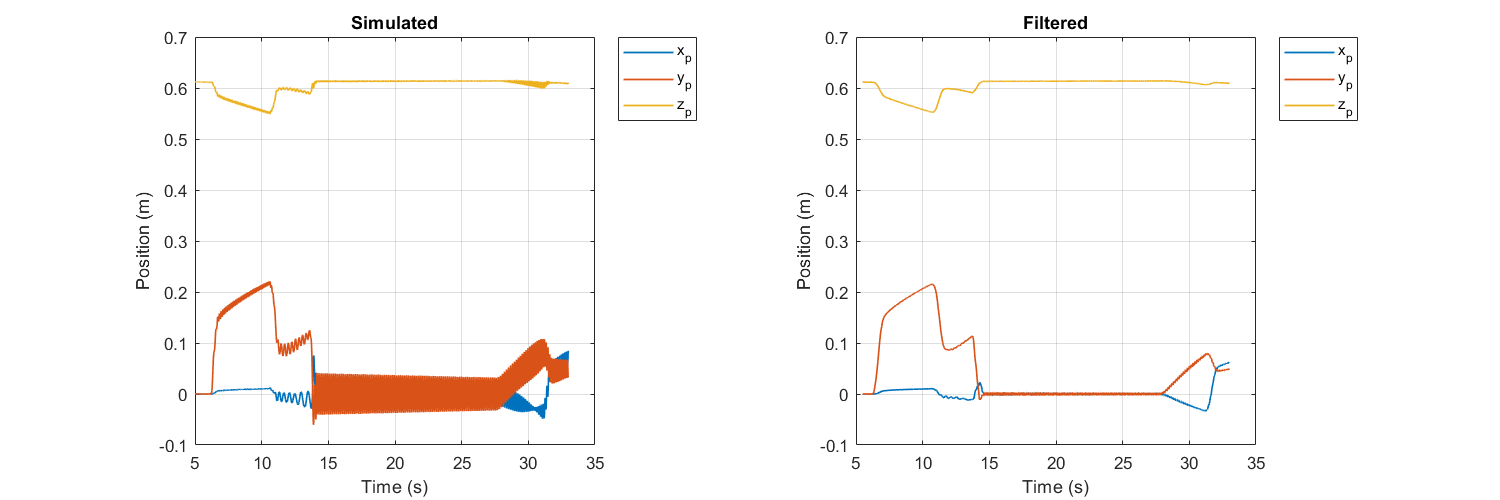 Simulated
0.7
0.6
0.5
0.4
0.3
0.2
0.1
0
-0.1
Position (m)
5 10 15 20 25 30 35
Time (s)
x_p
y_p
z_p
Filtered
0.7
0.6
0.5
0.4
0.3
0.2
0.1
0
-0.1
Position (m)
5 10 15 20 25 30 35
Time (s)
x_p
y_p
z_p